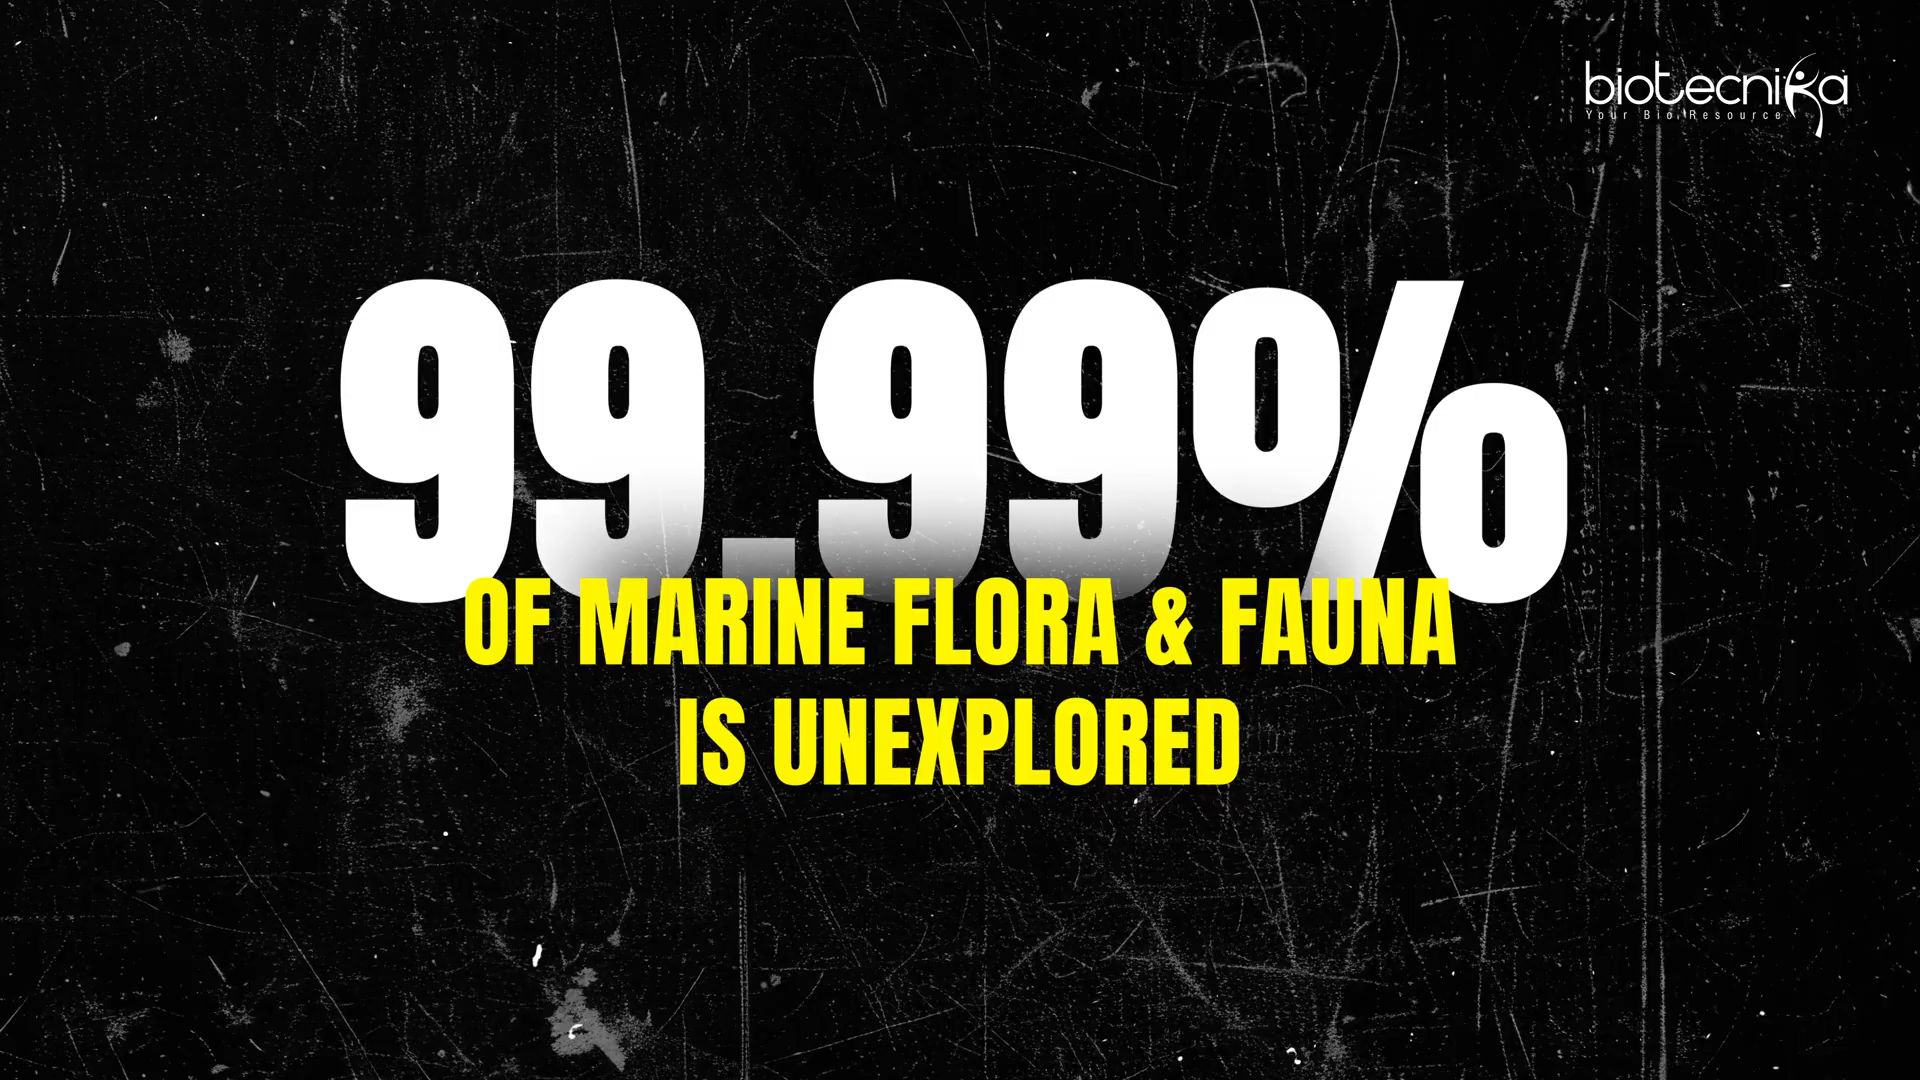 biotecnika
Your Bio Resource
99.99%
OF MARINE FLORA & FAUNA
IS UNEXPLORED